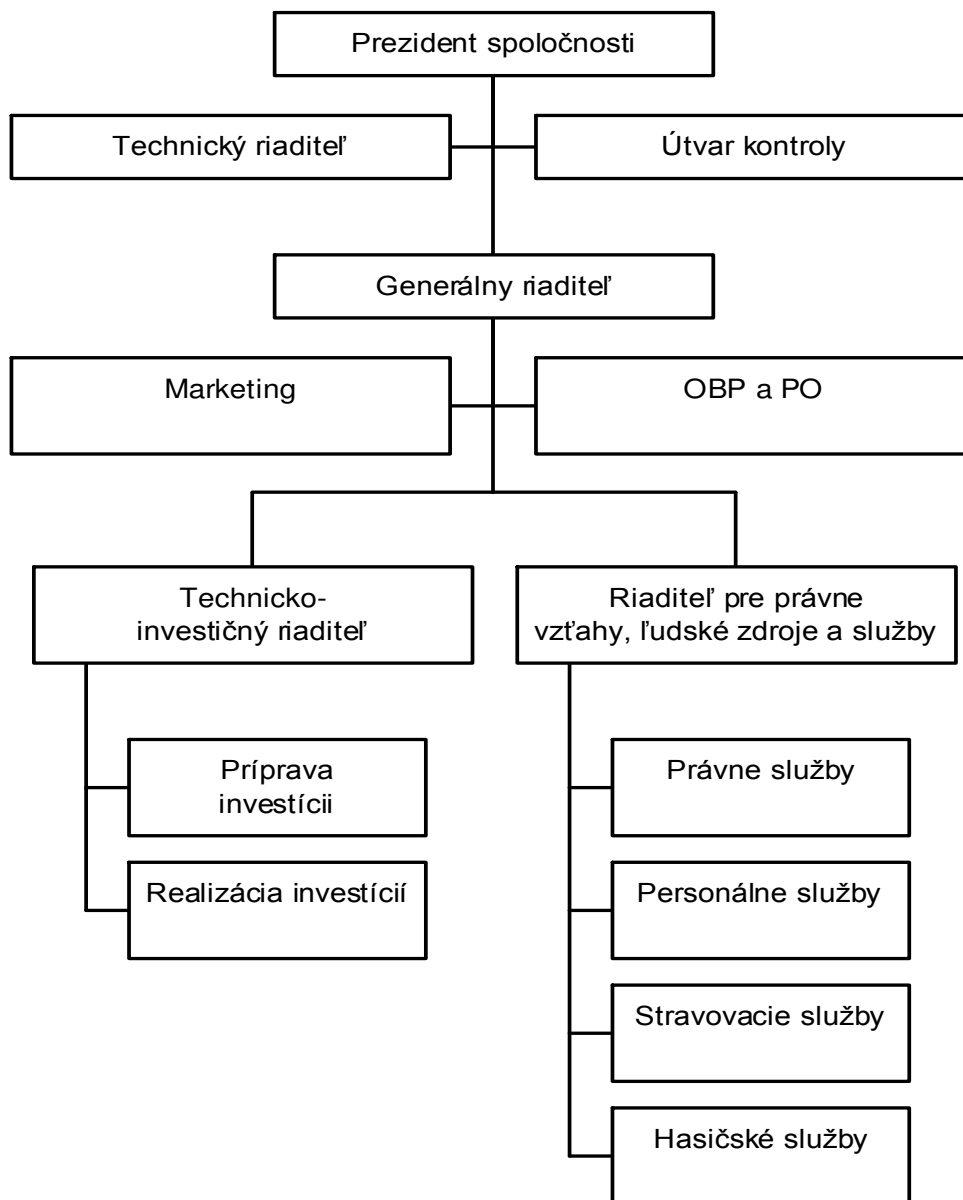 Prezident spoločnosti
Technický riaditeľ
Útvar kontroly
Generálny riaditeľ
Marketing
OBP a PO
Technicko-
investičný riaditeľ
Riaditeľ pre právne
vzťahy, ľudské zdroje a služby
Príprava
investícii
Realizácia investícií
Právne služby
Personálne služby
Stravovacie služby
Hasičské služby